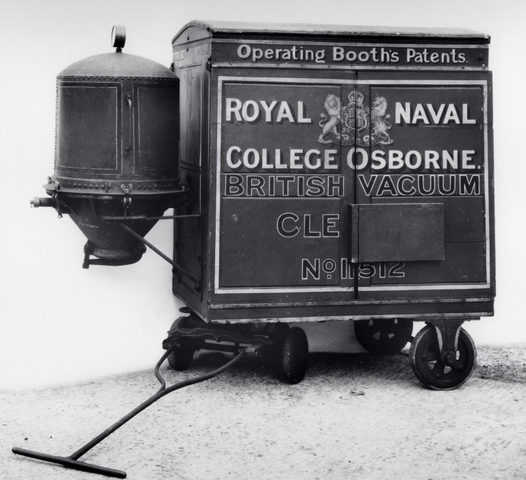 Operating Booth's Patents.
ROYAL NAVAL
COLLEGE OSBORNE.
BRITISH VACUUM
CLE
No 11512